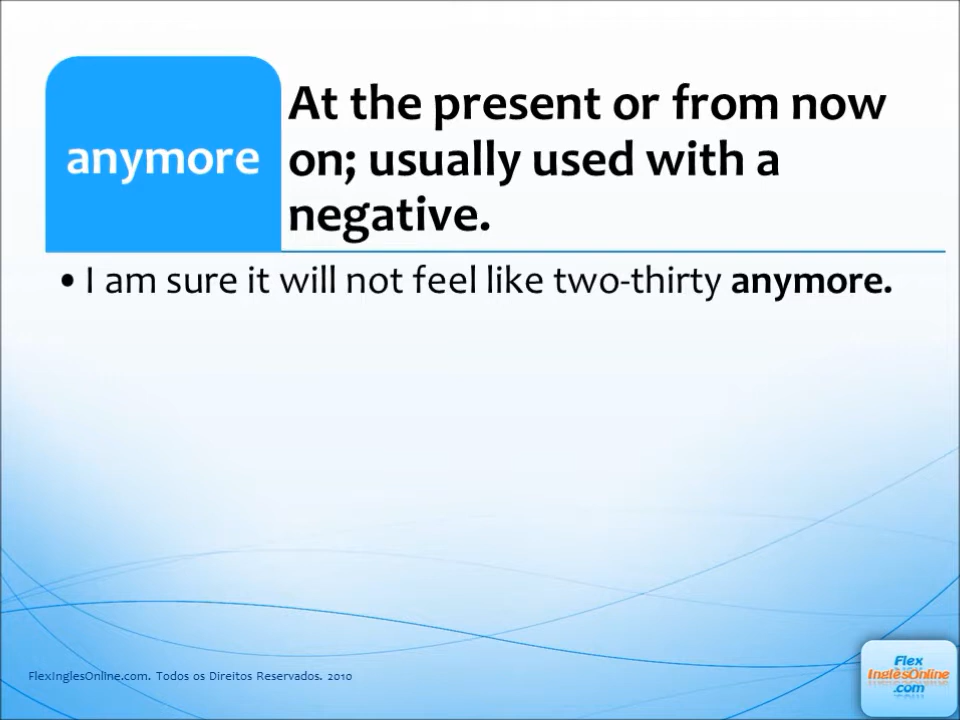 anymore
At the present or from now
on; usually used with a
negative.
• I am sure it will not feel like two-thirty anymore.
FlexInglesOnline.com. Todos os Direitos Reservados. 2010
Flex
InglêsOnline
.com